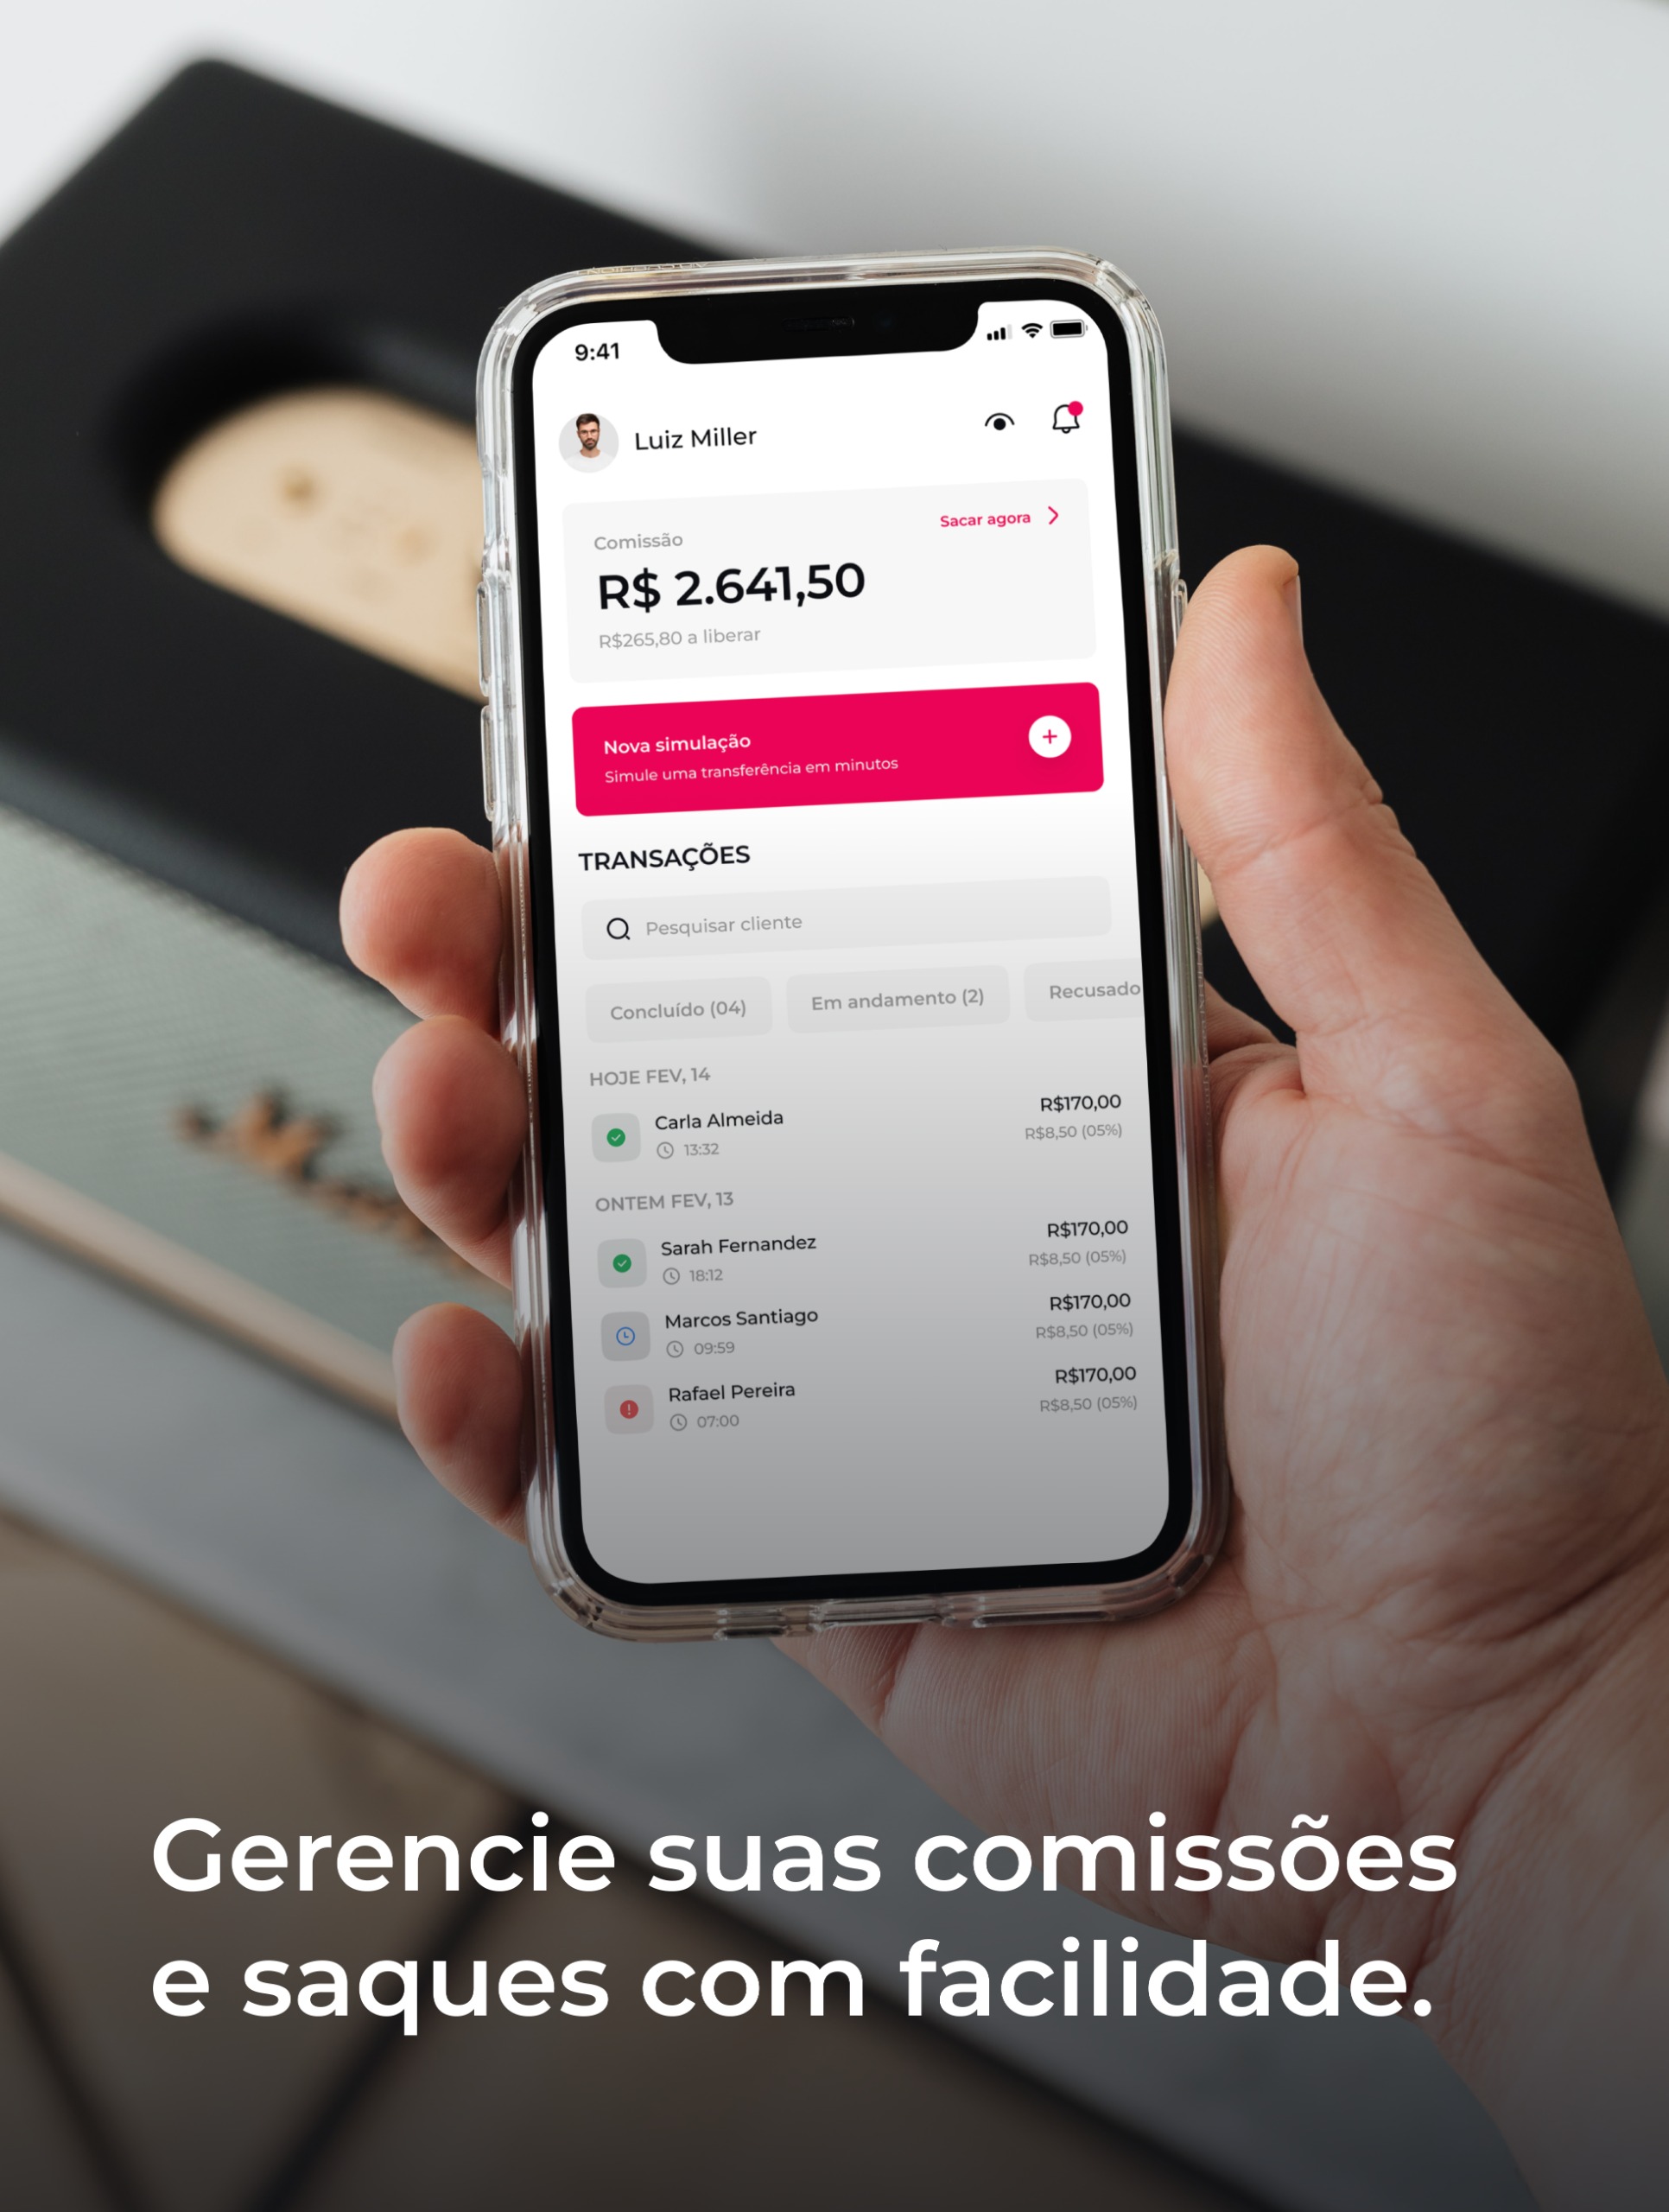 9:41
Luiz Miller
Comissão
Sacar agora
R$ 2.641,50
R$265,80 a liberar
Nova simulação
Simule uma transferência em minutos
TRANSAÇÕES
Pesquisar cliente
Concluído (04) Em andamento (2) Recusado
HOJE FEV, 14
Carla Almeida R$170,00
13:32 R$8,50 (05%)
ONTEM FEV, 13
Sarah Fernandez R$170,00
18:12 R$8,50 (05%)
Marcos Santiago R$170,00
09:59 R$8,50 (05%)
Rafael Pereira R$170,00
07:00 R$8,50 (05%)
Gerencie suas comissões
e saques com facilidade.